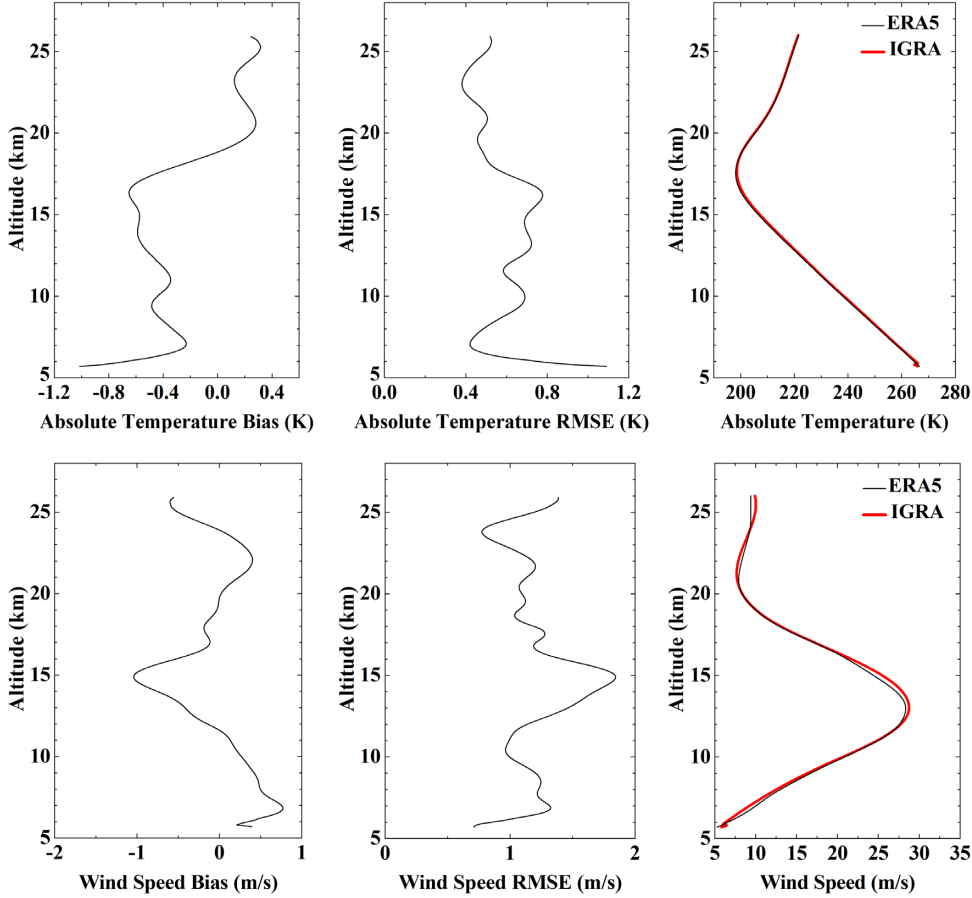 ERA5
IGRA
25
20
15
10
5
Altitude (km)
-1.2 -0.8 -0.4 0.0 0.4
Absolute Temperature Bias (K)
25
20
15
10
5
Altitude (km)
0.0 0.4 0.8 1.2
Absolute Temperature RMSE (K)
25
20
15
10
5
Altitude (km)
200 220 240 260 280
Absolute Temperature (K)
ERA5
IGRA
25
20
15
10
5
Altitude (km)
-2 -1 0 1
Wind Speed Bias (m/s)
25
20
15
10
5
Altitude (km)
1 2
Wind Speed RMSE (m/s)
25
20
15
10
5
Altitude (km)
5 10 15 20 25 30 35
Wind Speed (m/s)